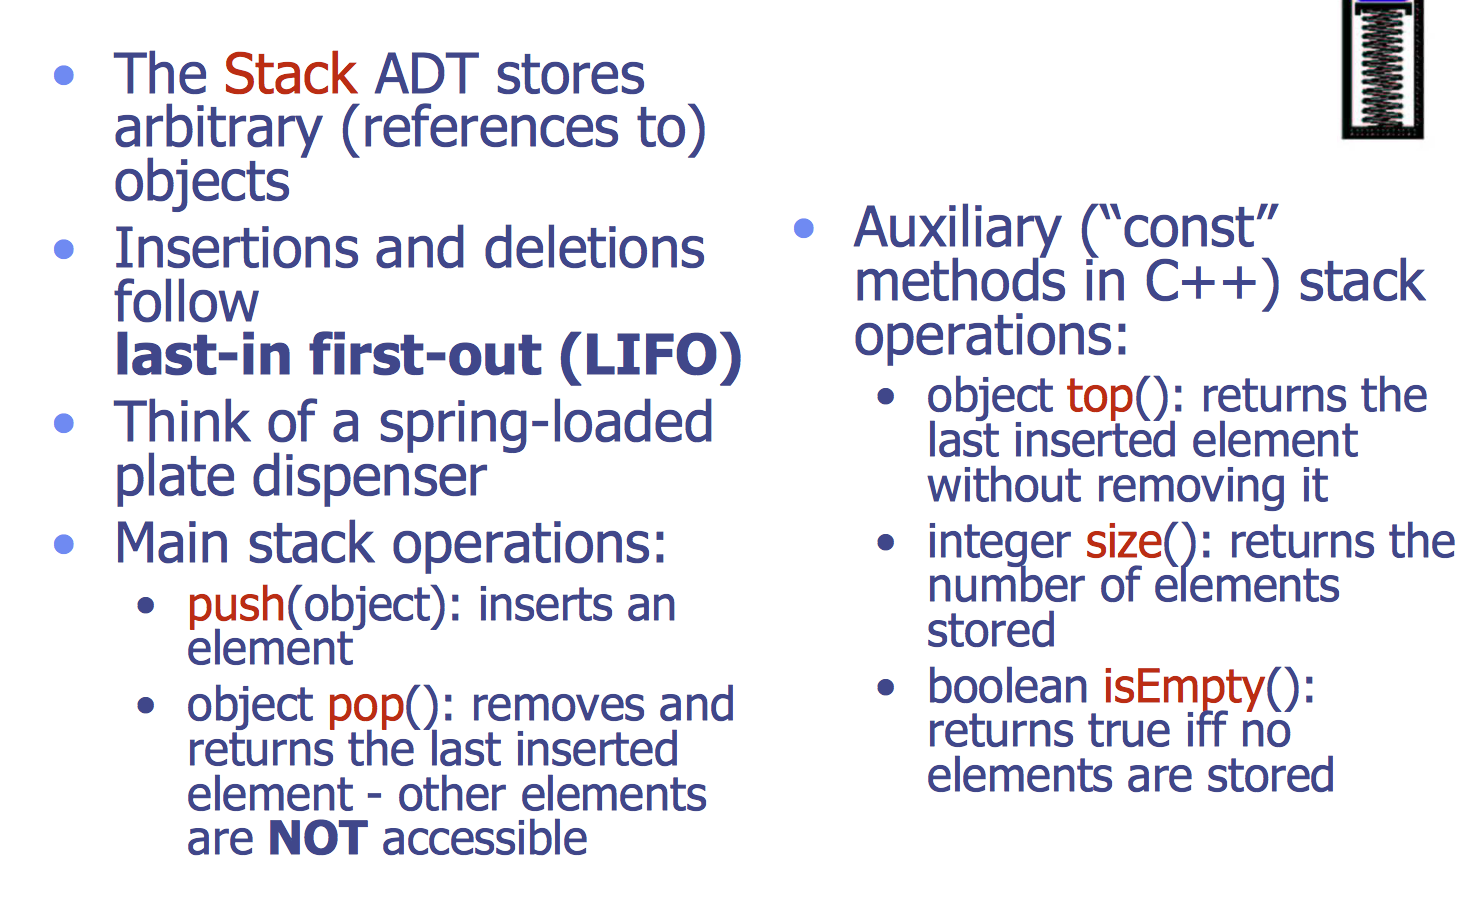 • The Stack ADT stores
arbitrary (references to)
objects
• Insertions and deletions
follow
last-in first-out (LIFO)
• Think of a spring-loaded
plate dispenser
• Main stack operations:
• push(object): inserts an
element
• object pop(): removes and
returns the last inserted
element - other elements
are NOT accessible
• Auxiliary (“const”
methods in C++) stack
operations:
• object top(): returns the
last inserted element
without removing it
• integer size(): returns the
number of elements
stored
• boolean isEmpty():
returns true iff no
elements are stored